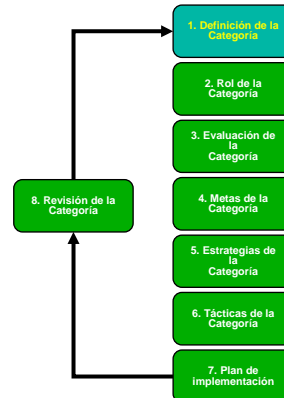 1. Definición de la
Categoría
2. Rol de la
Categoría
3. Evaluación de
la
Categoría
8. Revisión de la
Categoría
4. Metas de la
Categoría
5. Estrategias de
la
Categoría
6. Tácticas de la
Categoría
7. Plan de
implementación